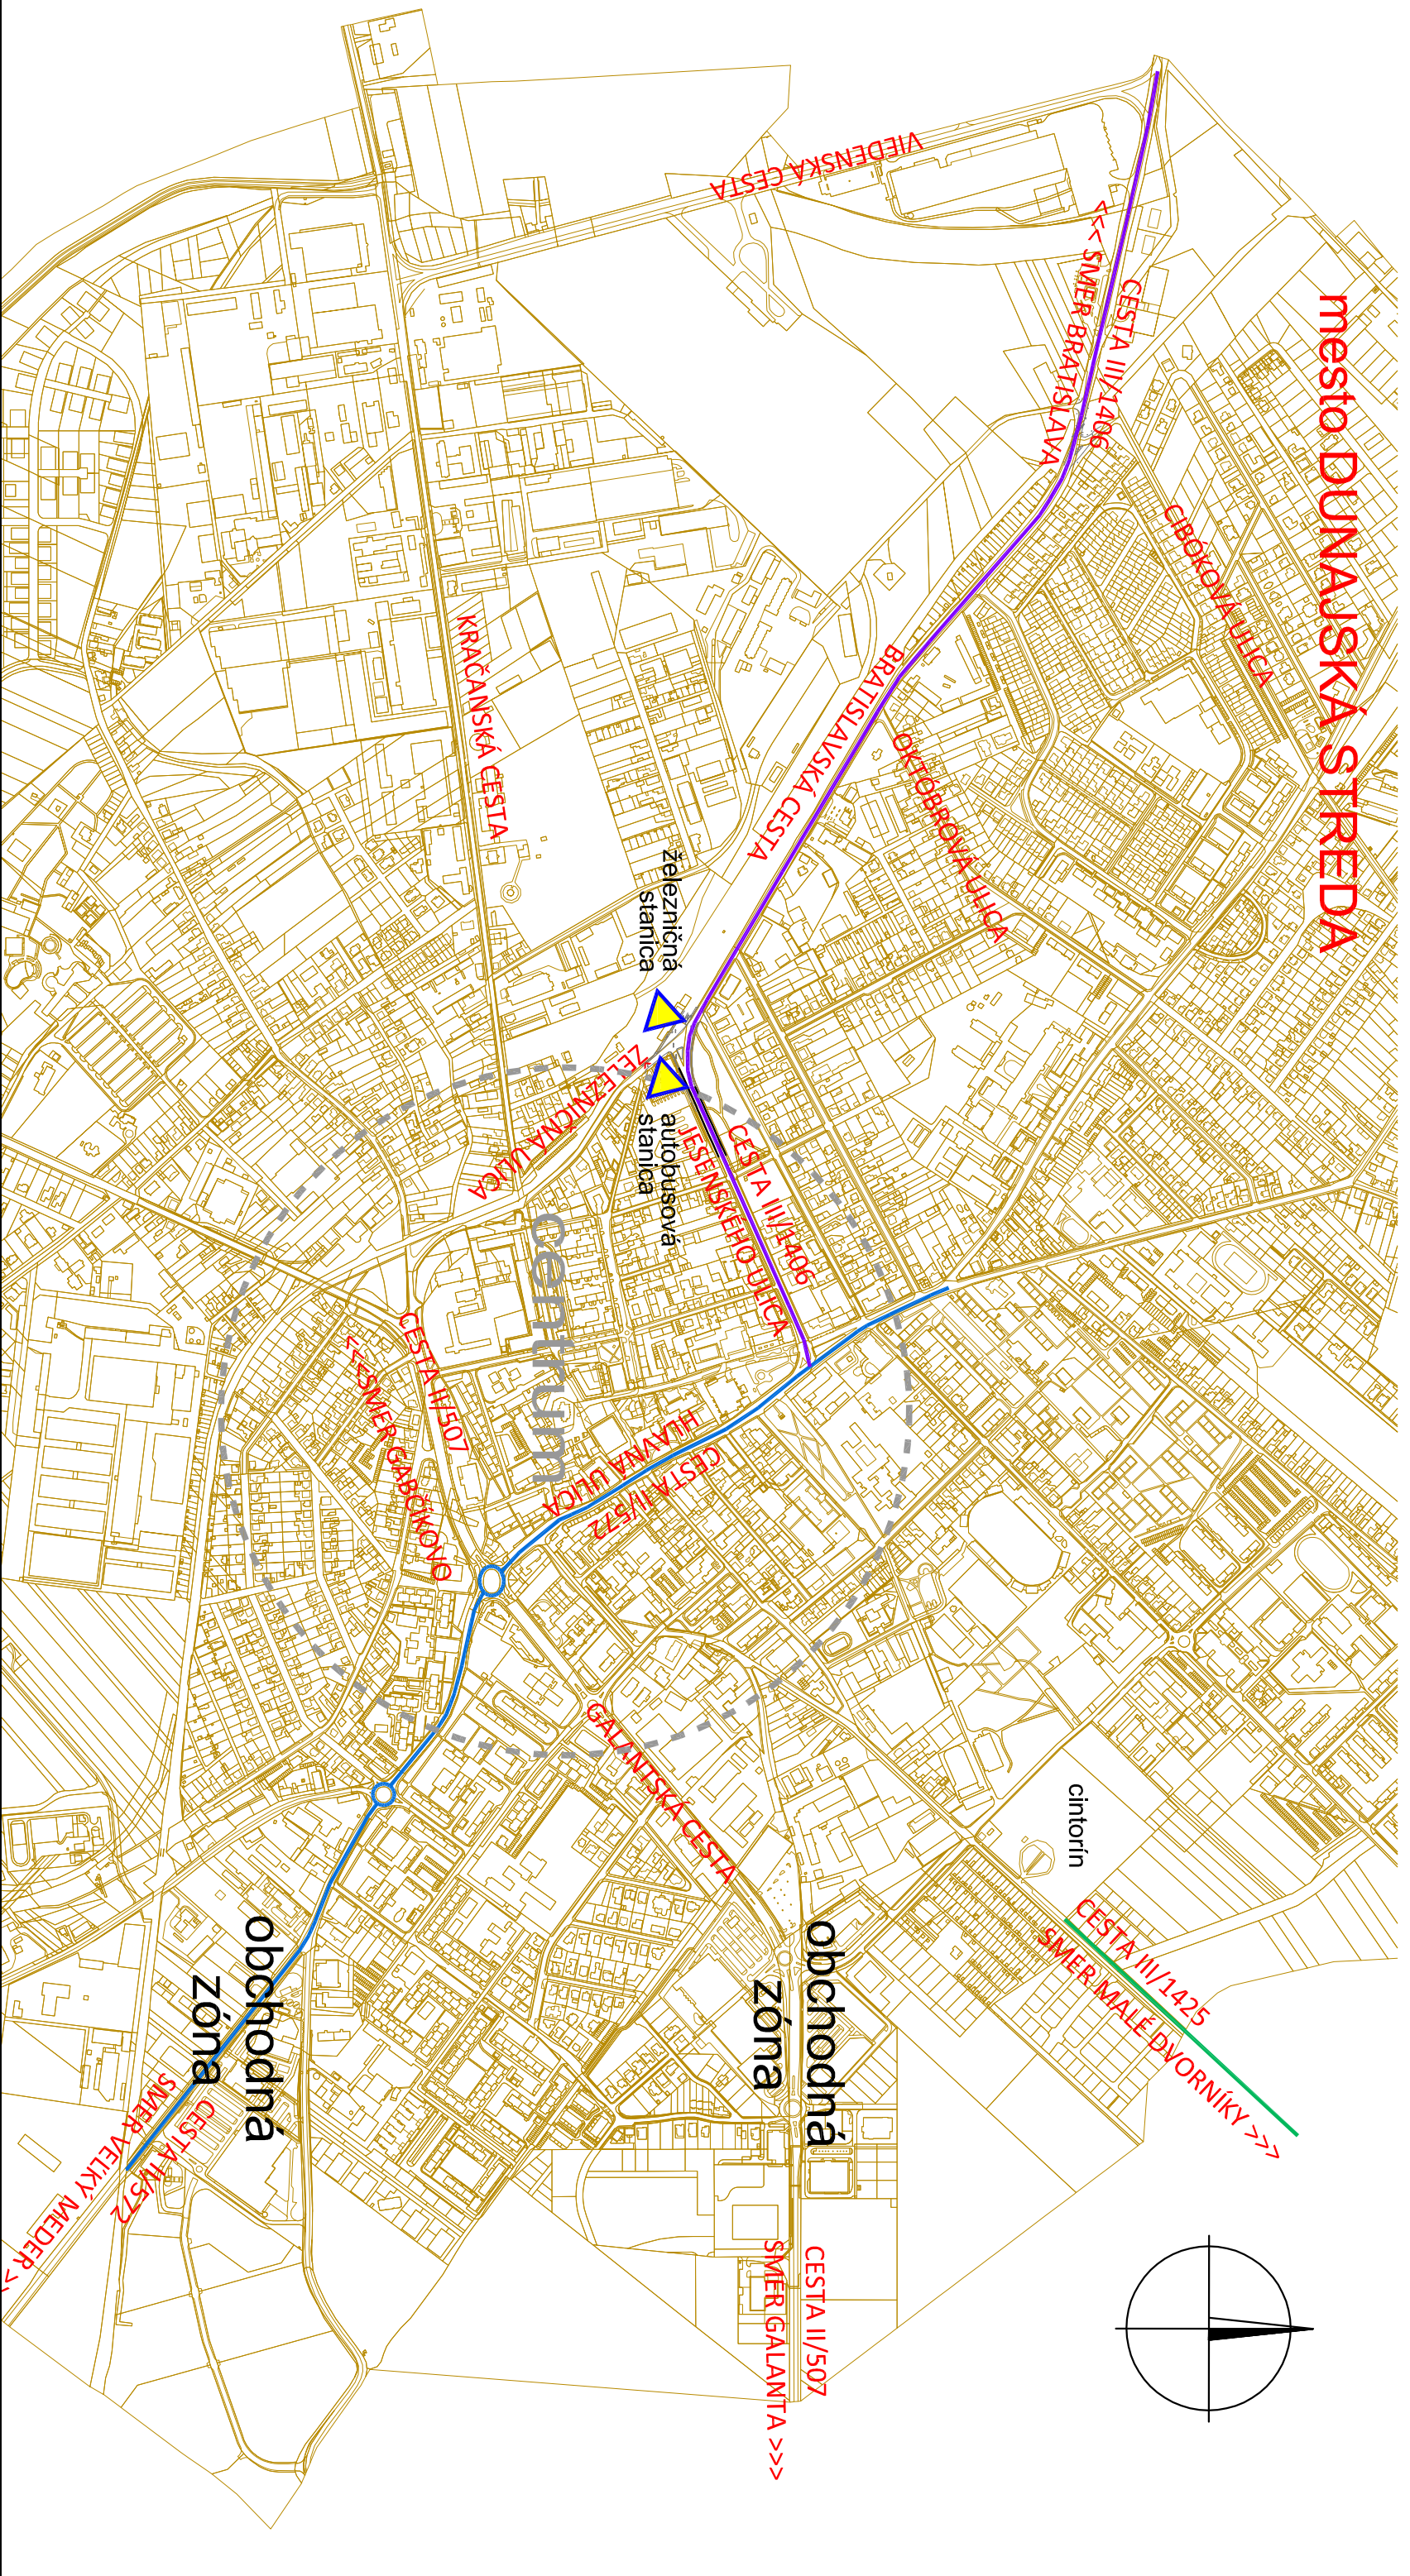 mesto DUNAJSKÁ STREDA
VIEDENSKÁ CESTA
CESTA III/1406
<<< SMER BRATISLAVA
CIBÓKOVÁ ULICA
BRATISLAVSKÁ CESTA
OKTÓBROVÁ ULICA
KRAČANSKÁ CESTA
železničná
stanica
ŽELEZNIČNÁ ULICA
autobusová
stanica
CESTA III/1406
JESENSKÉHO ULICA
centrum
CESTA II/507
<<<SMER GABČÍKOVO
HLAVNÁ ULICA
CESTA II/572
GALANTSKÁ CESTA
cintorín
CESTA III/1425
SMER MALÉ DVORNÍKY >>>
obchodná
zóna
obchodná
zóna
CESTA II/572
SMER VEĽKÝ MEDER >
CESTA II/507
SMER GALANTA >>>